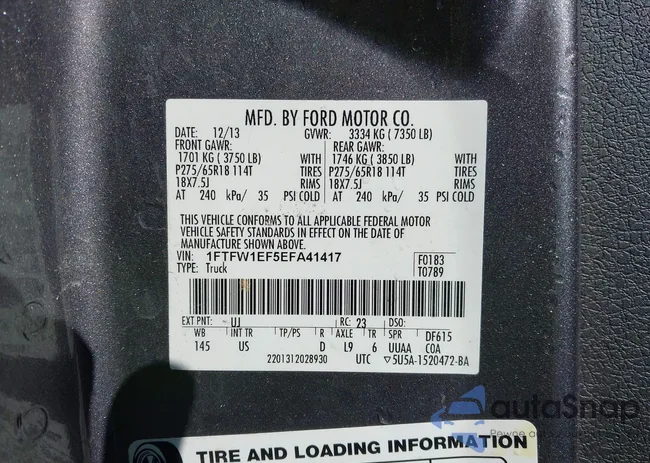 MFD. BY FORD MOTOR CO.
DATE: 12/13 GVWR: 3334 KG ( 7350 LB)
FRONT GAWR: REAR GAWR:
1701 KG ( 3750 LB) WITH 1746 KG ( 3850 LB) WITH
P275/65R18 114T TIRES P275/65R18 114T TIRES
18X7.5J RIMS 18X7.5J RIMS
AT 240 kPa/ 35 PSI COLD AT 240 kPa/ 35 PSI COLD
THIS VEHICLE CONFORMS TO ALL APPLICABLE FEDERAL MOTOR
VEHICLE SAFETY STANDARDS IN EFFECT ON THE DATE OF
MANUFACTURE SHOWN ABOVE.
VIN: 1FTFW1EF5EFA41417 F0183
TYPE: Truck T0789
EXT PNT: UJ RC: 23 DSO:
WB INT TR TP/PS R AXLE TR SPR DF615
145 US D L9 6 UUAA COA
2201312028930 UTC ▽5U5A-1520472-BA
autoSnap
TIRE AND LOADING INFORMATION